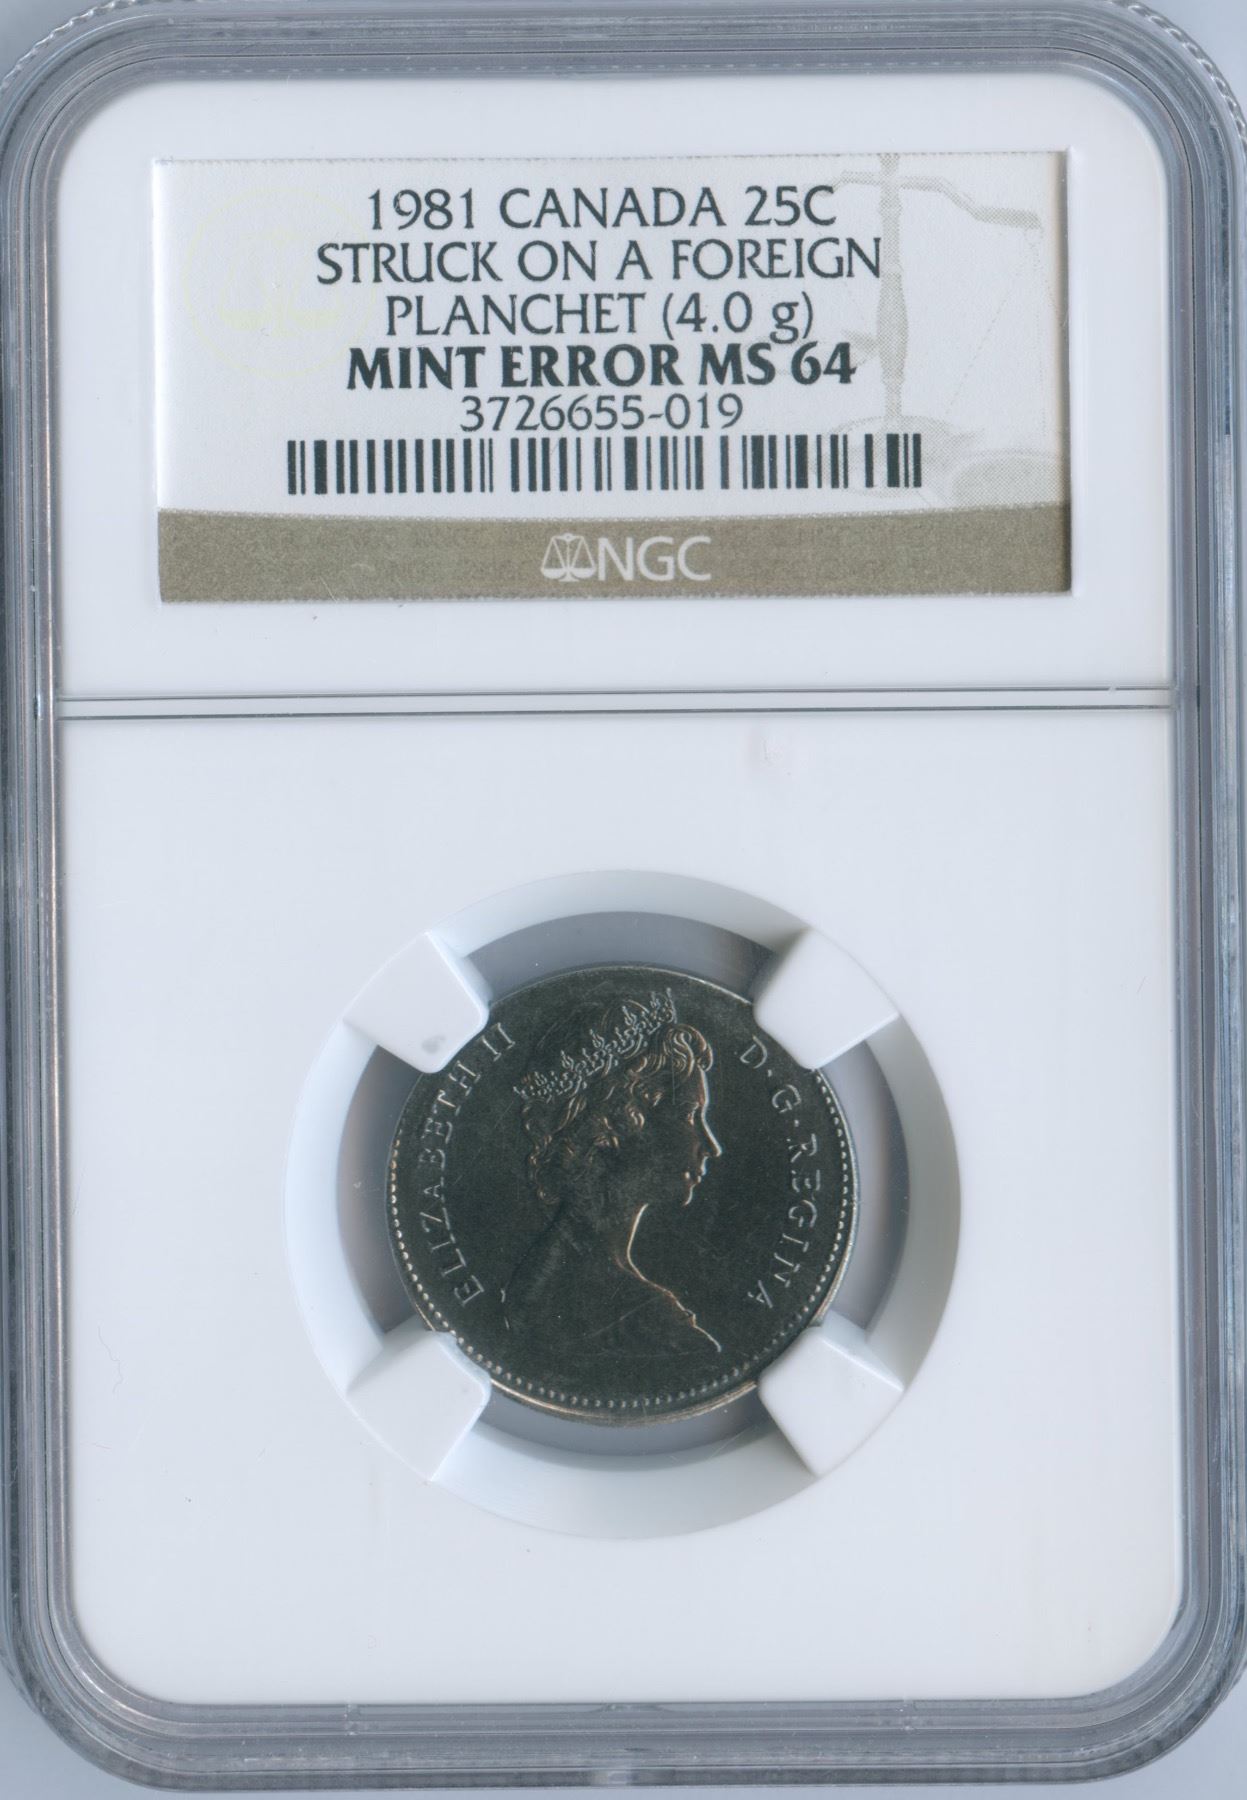 1981 CANADA 25C
STRUCK ON A FOREIGN
PLANCHET (4.0 g)
MINT ERROR MS 64
3726655-019
NGC
ELIZABETH II
D·G·REGINA